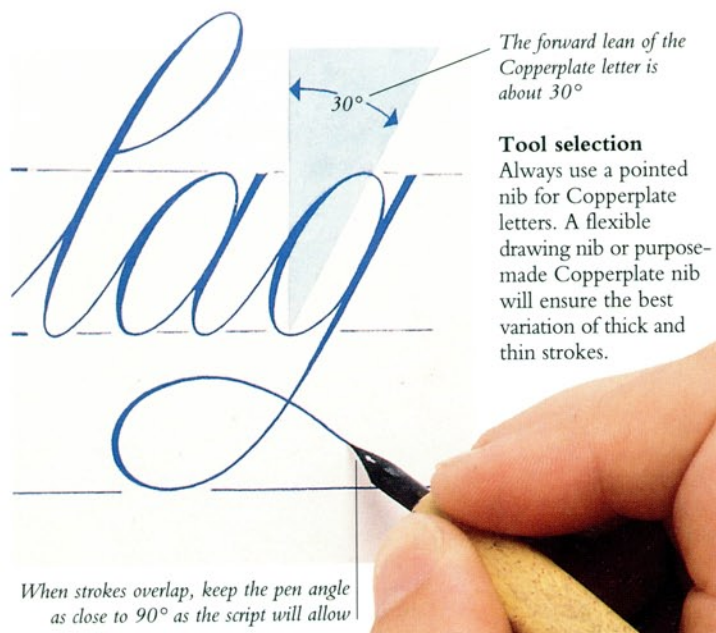 The forward lean of the
Copperplate letter is
about 30°
30°
Tool selection
Always use a pointed
nib for Copperplate
letters. A flexible
drawing nib or purpose-
made Copperplate nib
will ensure the best
variation of thick and
thin strokes.
lag
When strokes overlap, keep the pen angle
as close to 90° as the script will allow